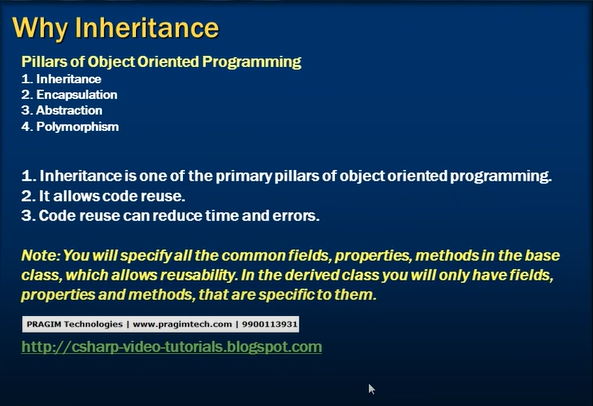 Why Inheritance
Pillars of Object Oriented Programming
1. Inheritance
2. Encapsulation
3. Abstraction
4. Polymorphism
1. Inheritance is one of the primary pillars of object oriented programming.
2. It allows code reuse.
3. Code reuse can reduce time and errors.
Note: You will specify all the common fields, properties, methods in the base
class, which allows reusability. In the derived class you will only have fields,
properties and methods, that are specific to them.
PRAGIM Technologies | www.pragimtech.com | 9900113931
http://csharp-video-tutorials.blogspot.com